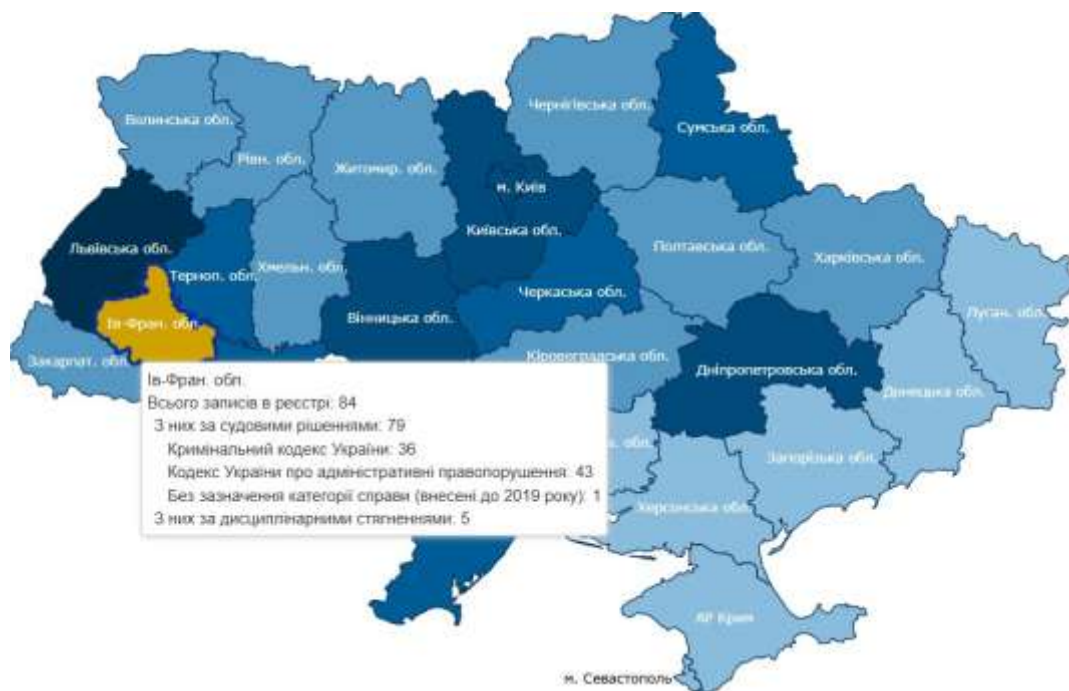 Волинська обл.
Рівн. обл.
Житомир. обл.
Чернігівська обл.
Сумська обл.
м. Київ
Київська обл.
Львівська обл.
Терноп. обл.
Хмельн. обл.
Вінницька обл.
Черкаська обл.
Полтавська обл.
Харківська обл.
Луган. обл.
Ів-Фран. обл.
Закарпат. обл.
Кіровоградська обл.
Дніпропетровська обл.
Донецька обл.
Ів-Фран. обл.
Всього записів в реєстрі: 84
З них за судовими рішеннями: 79
Кримінальний кодекс України: 36
Кодекс України про адміністративні правопорушення: 43
Без зазначення категорії справи (внесені до 2019 року): 1
З них за дисциплінарними стягненнями: 5
обл.
Запорізька обл.
Херсонська обл.
АР Крим
м. Севастополь